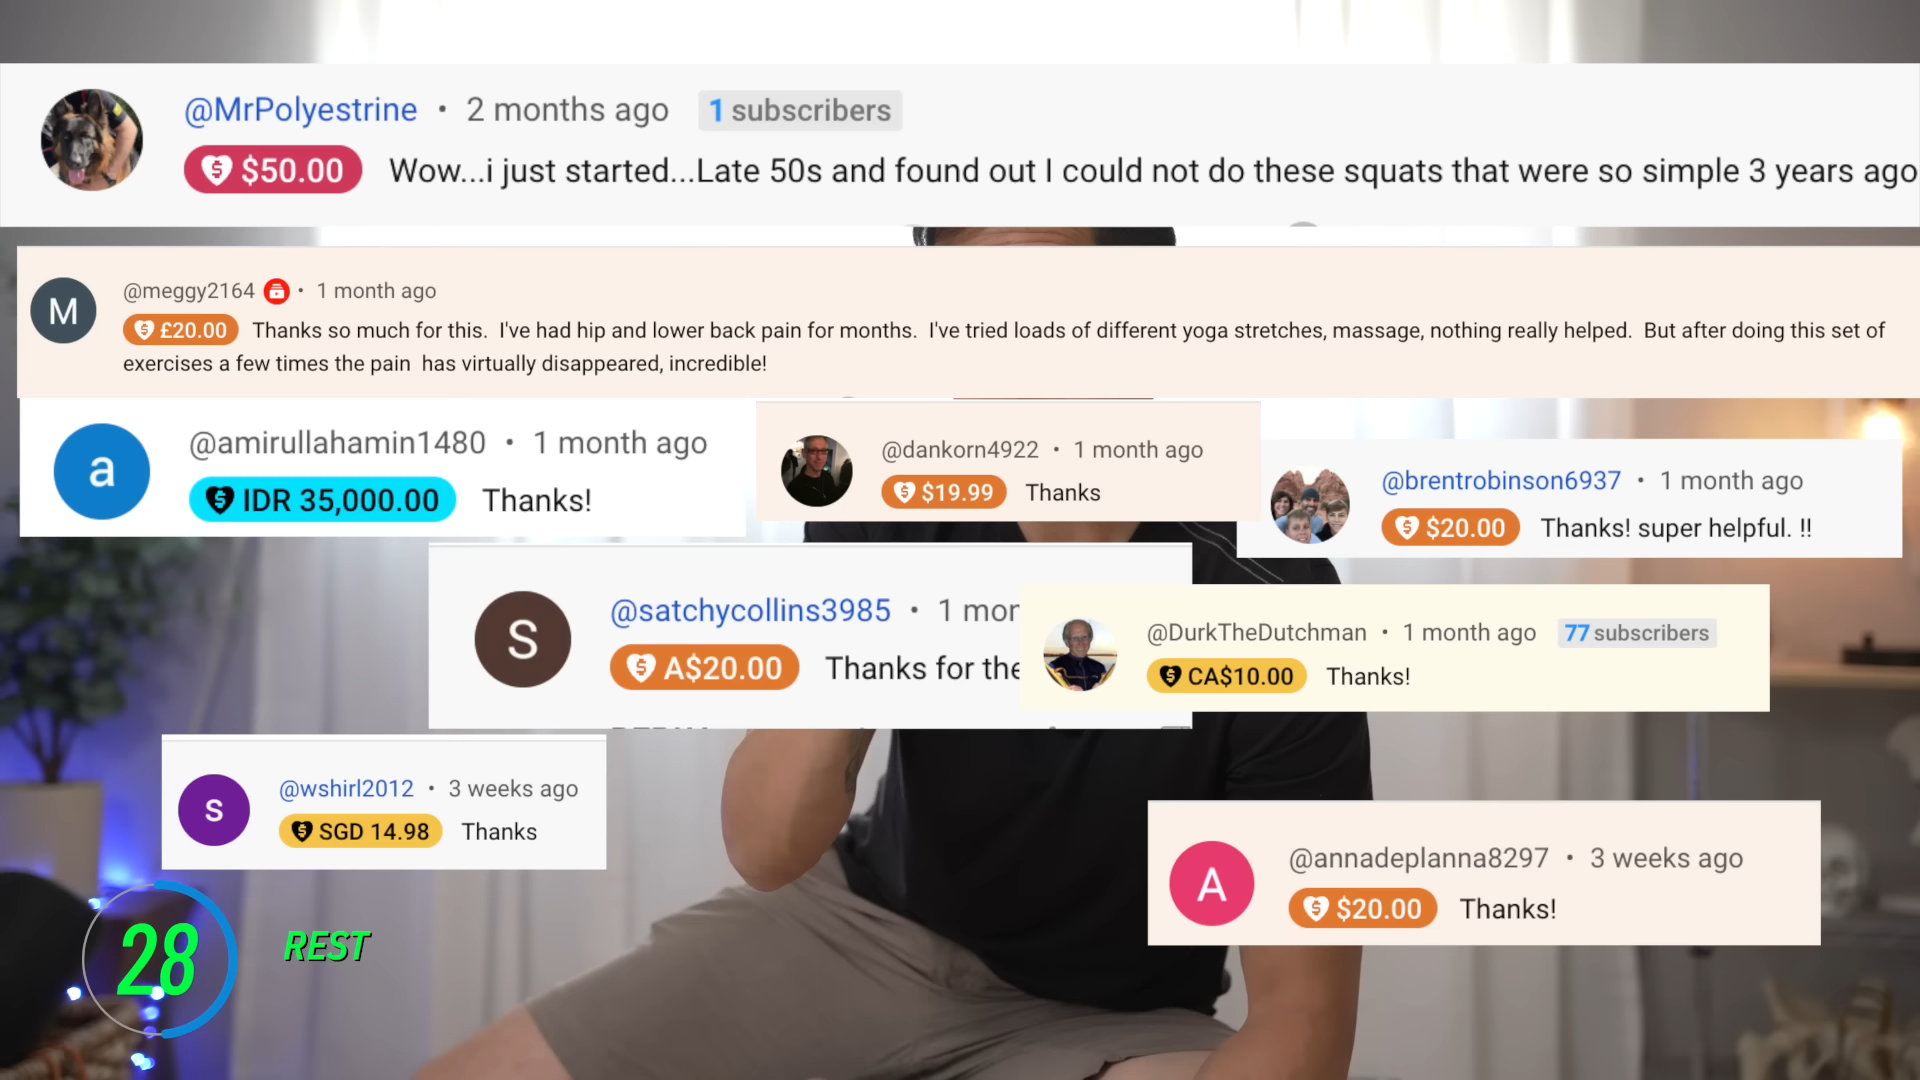 @MrPolyestrine • 2 months ago 1 subscribers
$50.00 Wow...i just started...Late 50s and found out I could not do these squats that were so simple 3 years ago
M @meggy2164 • 1 month ago
£20.00 Thanks so much for this. I've had hip and lower back pain for months. I've tried loads of different yoga stretches, massage, nothing really helped. But after doing this set of
exercises a few times the pain has virtually disappeared, incredible!
a @amirullahamin1480 • 1 month ago
IDR 35,000.00 Thanks!
@dankorn4922 • 1 month ago
$19.99 Thanks
@brentrobinson6937 • 1 month ago
$20.00 Thanks! super helpful. !!
S @satchycollins3985 • 1 mon
A$20.00 Thanks for the
@DurkTheDutchman • 1 month ago 77 subscribers
CA$10.00 Thanks!
s @wshirl2012 • 3 weeks ago
SGD 14.98 Thanks
A @annadeplanna8297 • 3 weeks ago
$20.00 Thanks!
28 REST